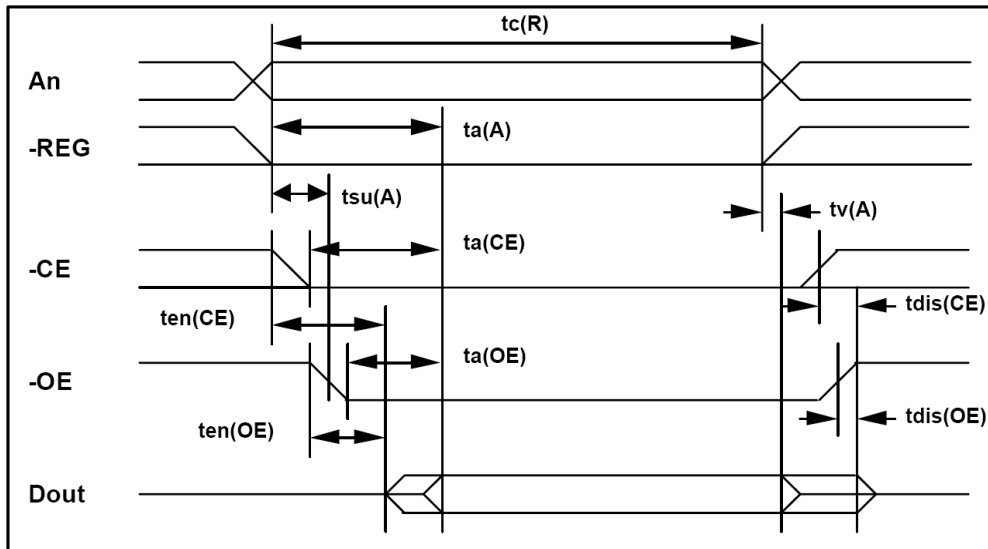 tc(R)
An
-REG
ta(A)
tsu(A)
tv(A)
-CE
ta(CE)
ten(CE)
tdis(CE)
-OE
ta(OE)
ten(OE)
tdis(OE)
Dout